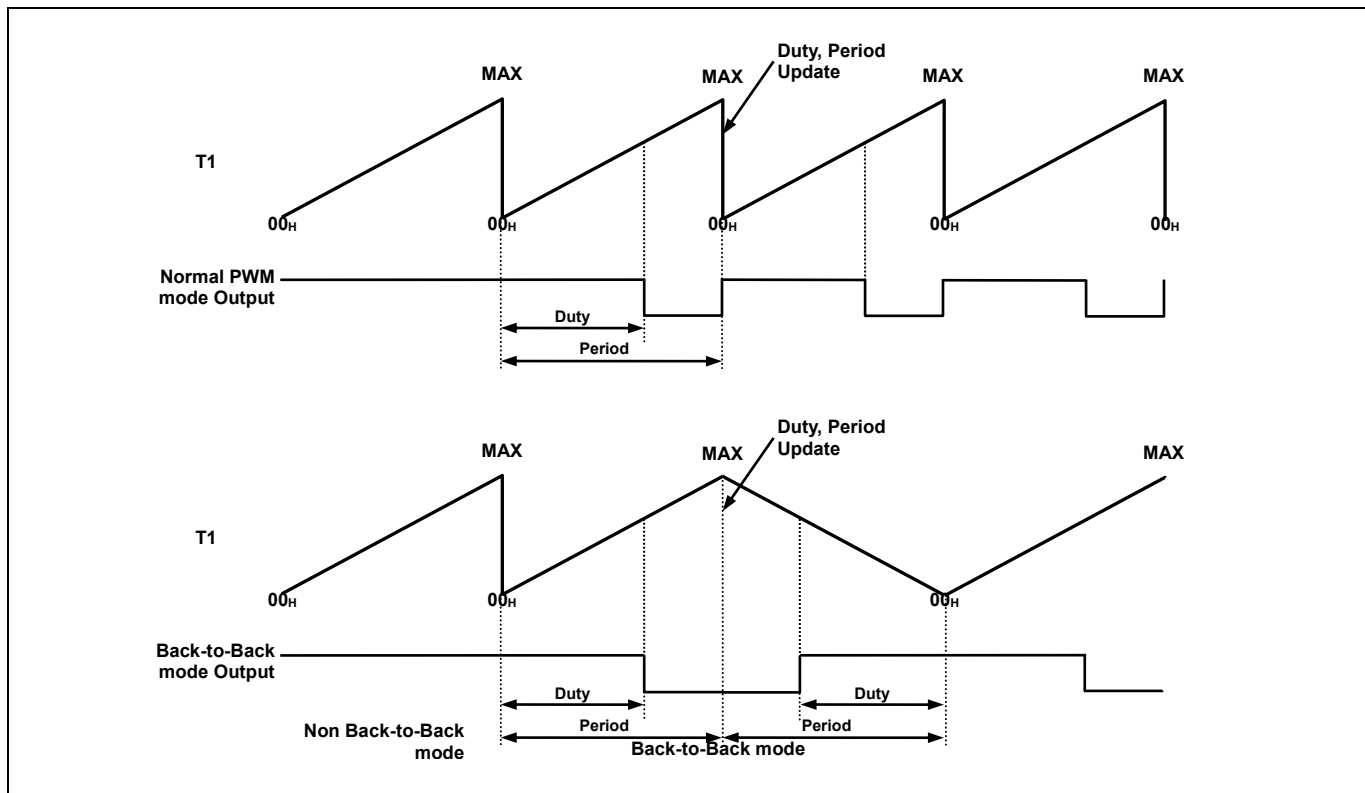 Duty, Period
Update
MAX MAX MAX MAX
T1
00H 00H 00H 00H 00H
Normal PWM
mode Output
Duty
Period
Duty, Period
Update
MAX MAX MAX
T1
00H 00H 00H
Back-to-Back
mode Output
Duty Duty
Non Back-to-Back
mode
Period Period
Back-to-Back mode